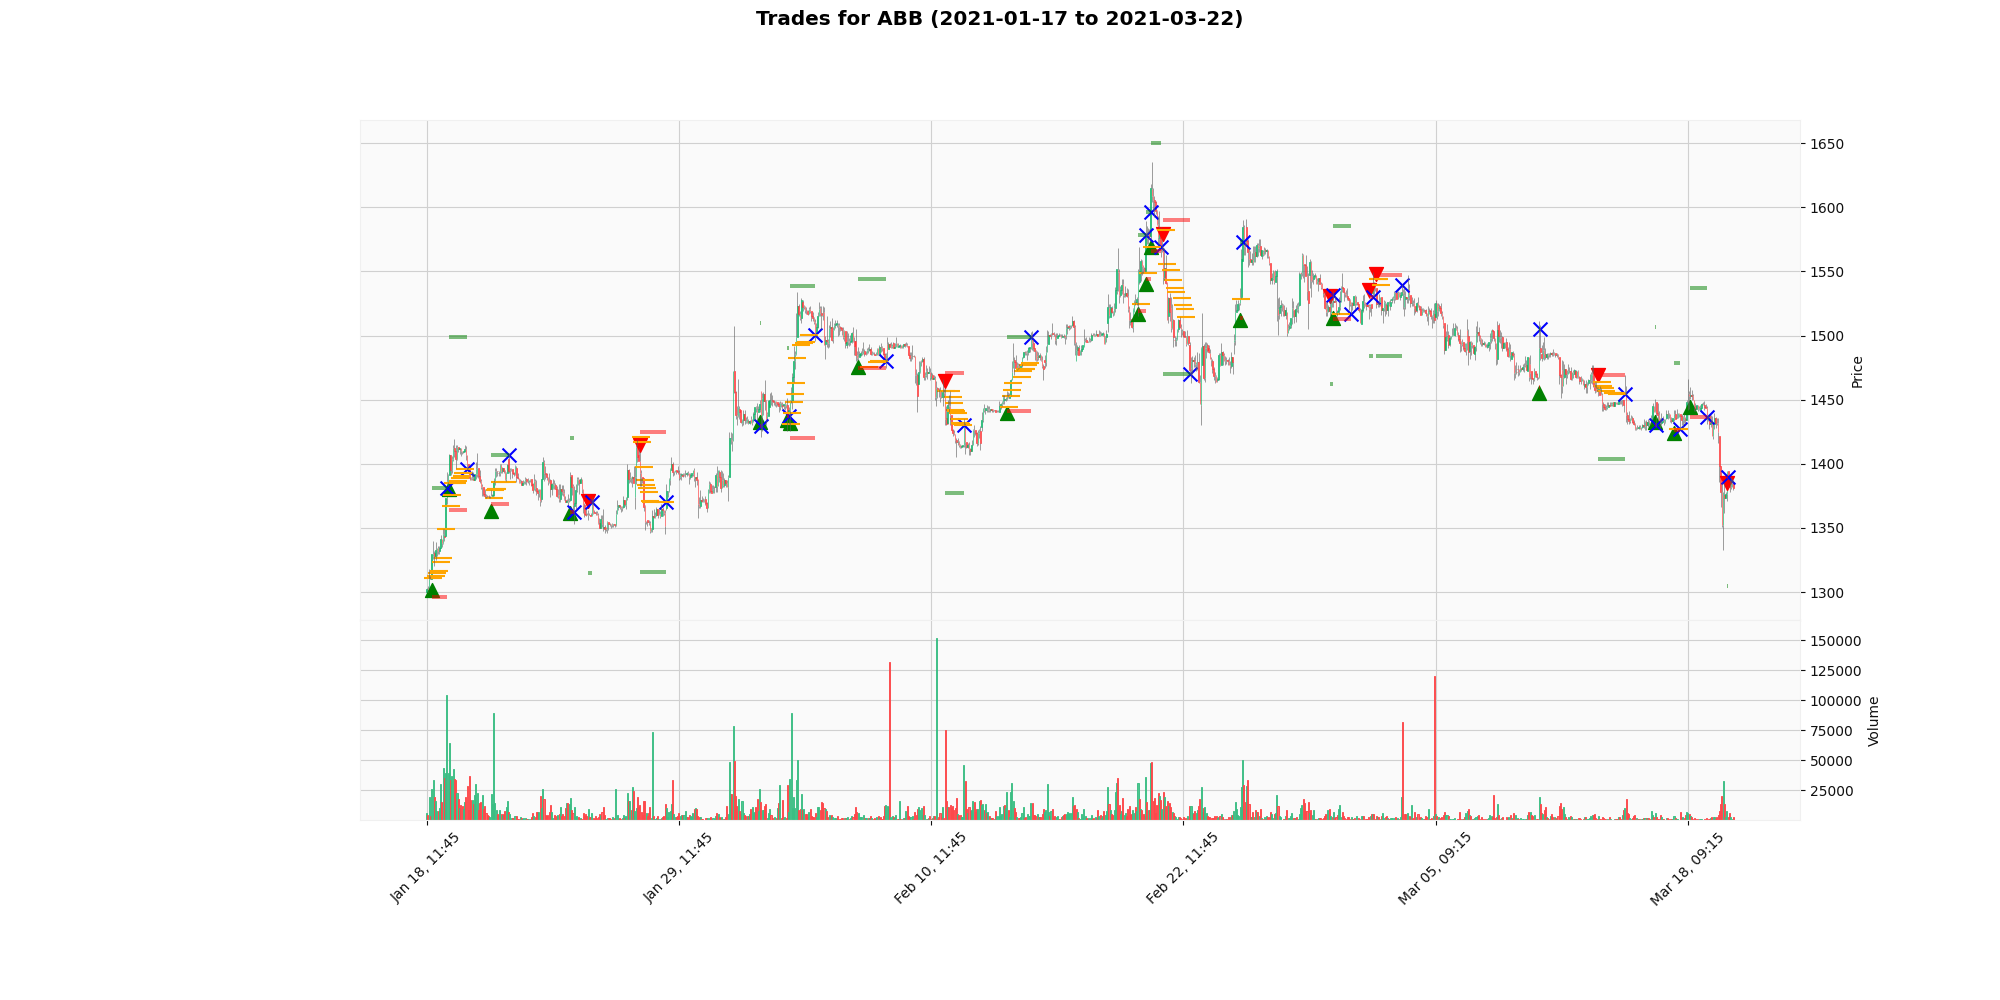 Trades for ABB (2021-01-17 to 2021-03-22)
1650
1600
1550
1500
1450
1400
1350
1300
Price
150000
125000
100000
75000
50000
25000
Volume
Jan 18, 11:45
Jan 29, 11:45
Feb 10, 11:45
Feb 22, 11:45
Mar 05, 09:15
Mar 18, 09:15